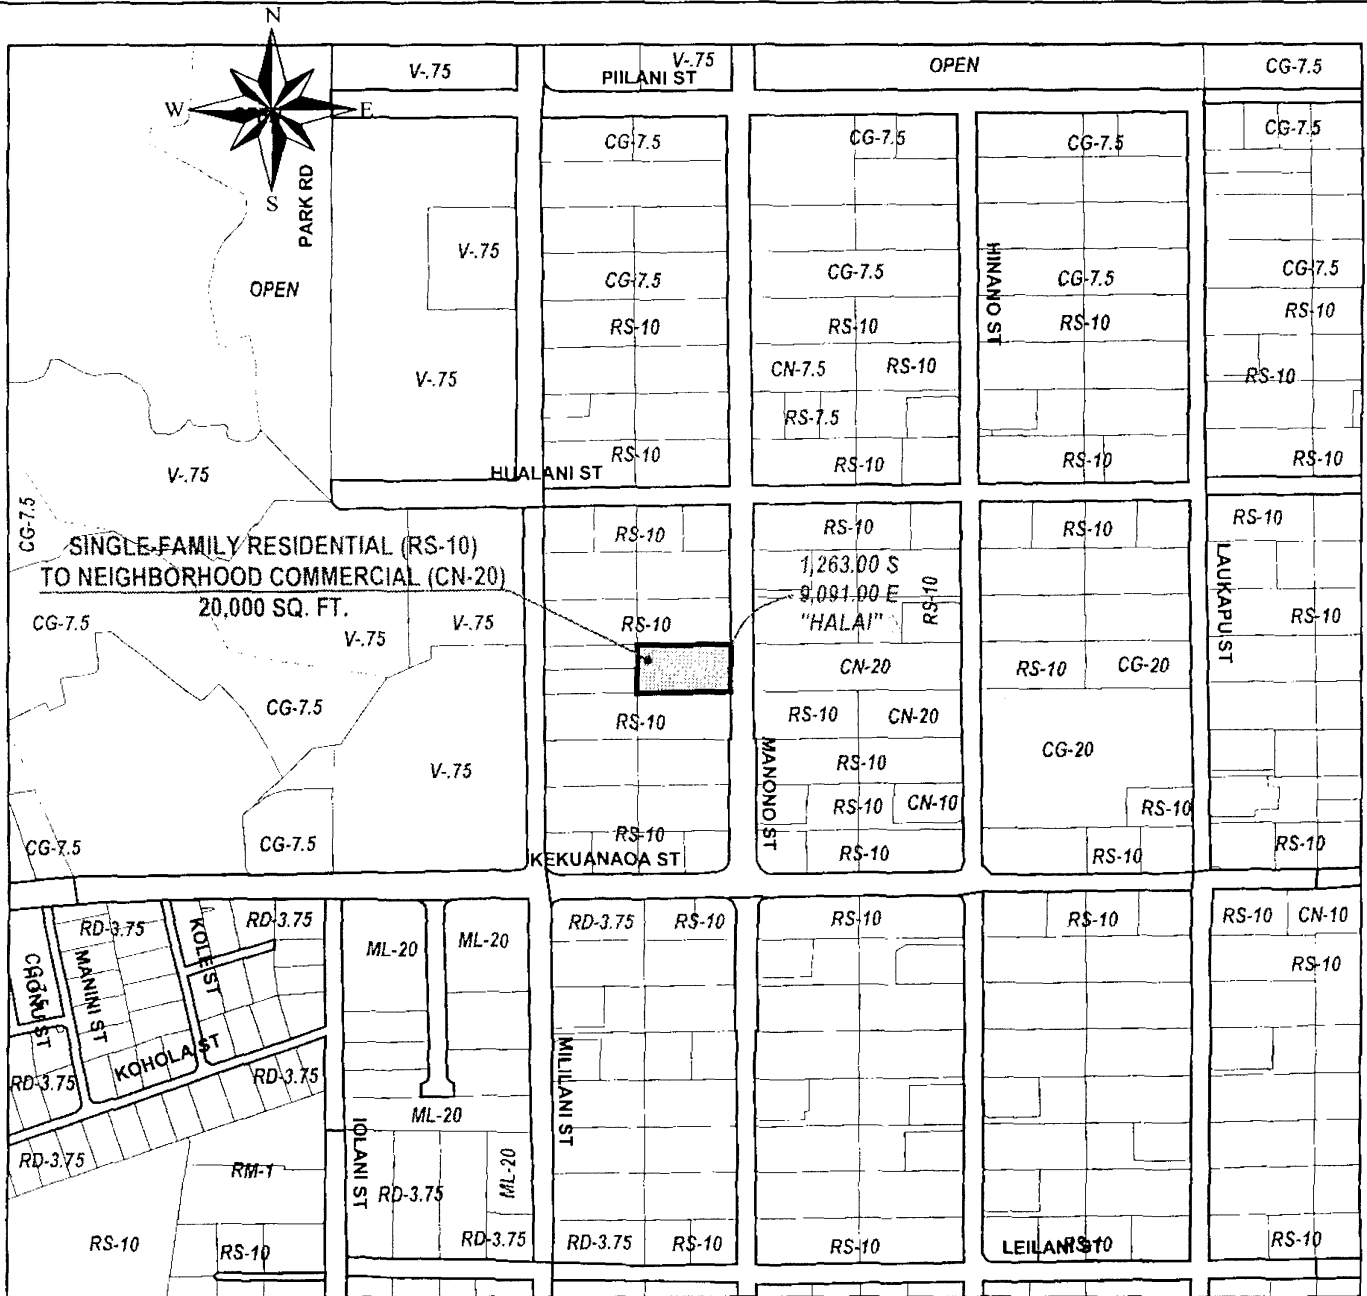 N
V-.75
V-.75
PIILANI ST
OPEN
CG-7.5
W
E
S
PARK RD
CG-7.5
CG-7.5
CG-7.5
CG-7.5
V-.75
OPEN
CG-7.5
CG-7.5
HINANO ST
CG-7.5
CG-7.5
RS-10
RS-10
RS-10
RS-10
V-.75
CN-7.5
RS-10
RS-10
RS-7.5
V-.75
HUALANI ST
RS-10
RS-10
RS-10
RS-10
CG-7.5
SINGLE-FAMILY RESIDENTIAL (RS-10)
TO NEIGHBORHOOD COMMERCIAL (CN-20)
20,000 SQ. FT.
RS-10
RS-10
RS-10
RS-10
1,263.00 S
9,091.00 E
"HALAI"
RS-10
LAUKAPU ST
RS-10
CG-7.5
V-.75
V-.75
RS-10
CN-20
RS-10
CG-20
CG-7.5
RS-10
RS-10
CN-20
MANONO ST
CG-20
V-.75
RS-10
RS-10
CN-10
RS-10
CG-7.5
CG-7.5
RS-10
KEKUANAOA ST
RS-10
RS-10
RS-10
RD-3.75
KOLE ST
RD-3.75
ML-20
ML-20
RD-3.75
RS-10
RS-10
RS-10
RS-10
CN-10
RS-10
CG-7.5
MANINI ST
KOHOLA ST
RD-3.75
RD-3.75
ML-20
MILILANI ST
RD-3.75
RM-1
IOLANI ST
RD-3.75
ML-20
RS-10
RS-10
RD-3.75
RD-3.75
RS-10
RS-10
LEILANI ST
RS-10
RS-10